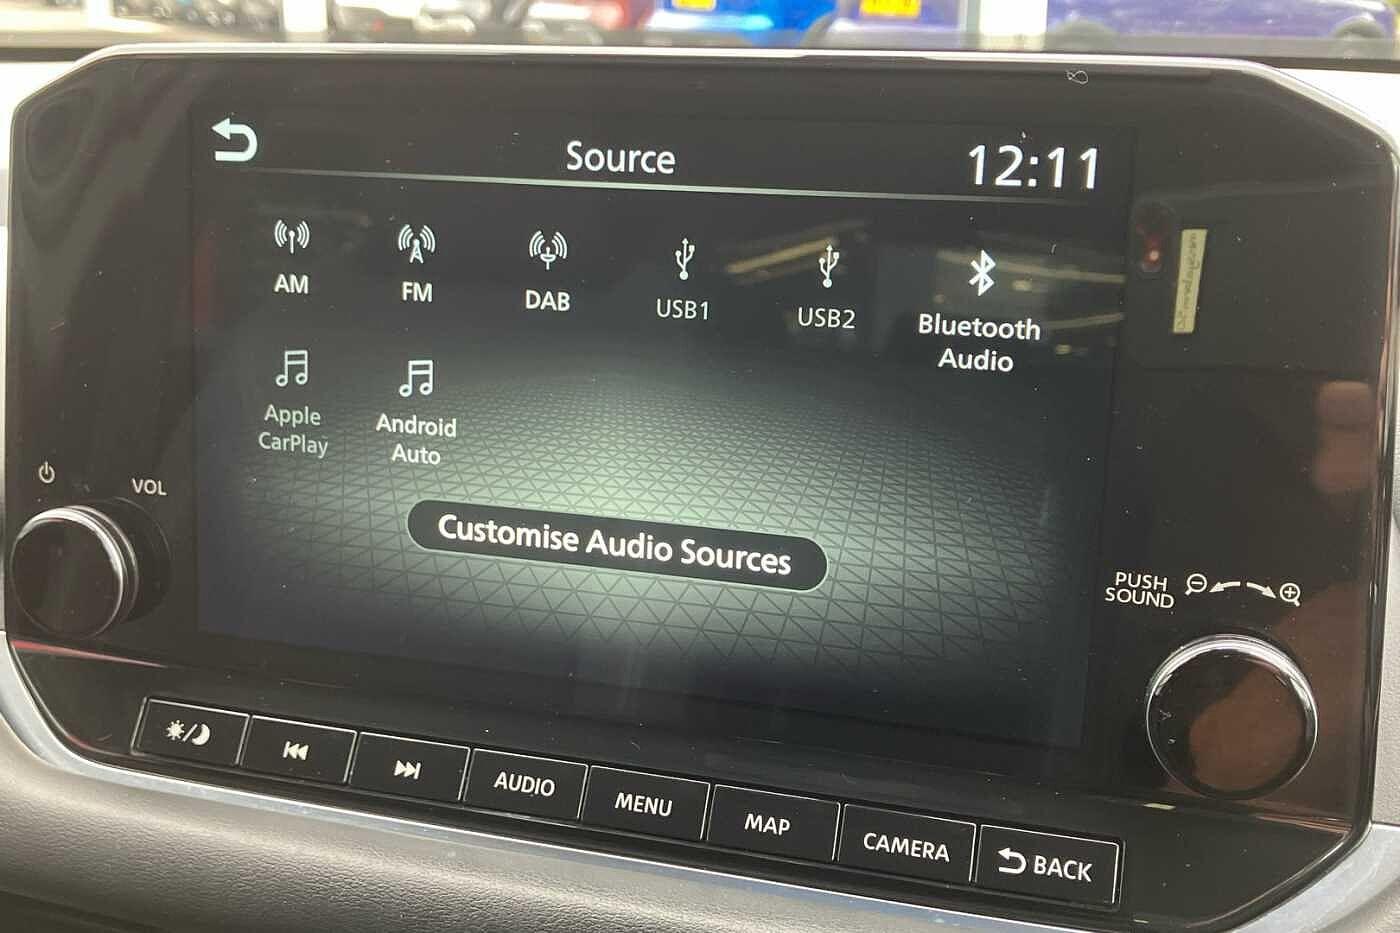 Source
12:11
AM
FM
DAB
USB1
USB2
Bluetooth
Audio
Apple
CarPlay
Android
Auto
Customise Audio Sources
VOL
PUSH
SOUND
AUDIO
MENU
MAP
CAMERA
BACK